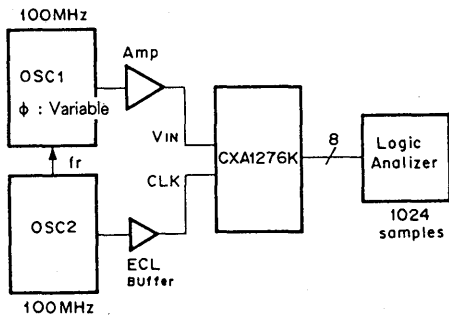 100MHz
OSC1
ϕ : Variable
Amp
VIN
fr
CLK
CXA1276K
8
Logic
Analizer
1024
samples
OSC2
ECL
Buffer
100MHz